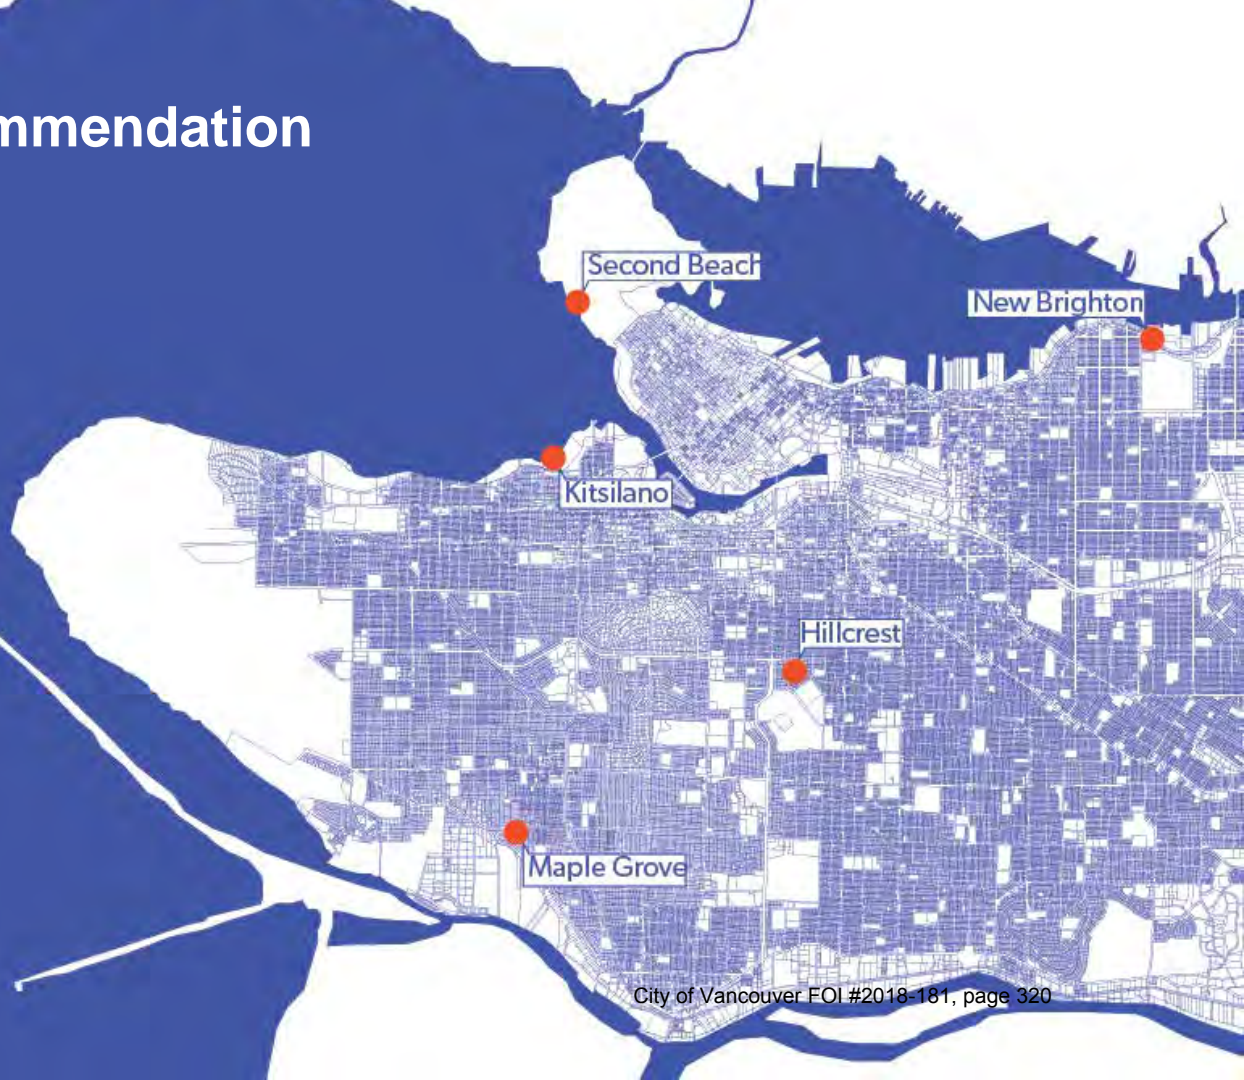 mmendation
Second Beach
New Brighton
Kitsilano
Hillcrest
Maple Grove
City of Vancouver FOI #2018-181, page 320